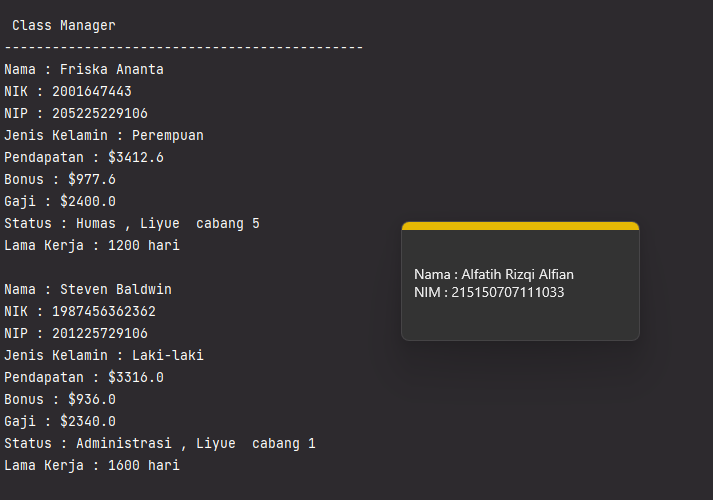 Class Manager
---------------------------------------------
Nama : Friska Ananta
NIK : 2001647443
NIP : 205225229106
Jenis Kelamin : Perempuan
Pendapatan : $3412.6
Bonus : $977.6
Gaji : $2400.0
Status : Humas , Liyue  cabang 5
Lama Kerja : 1200 hari

Nama : Steven Baldwin
NIK : 1987456362362
NIP : 201225729106
Jenis Kelamin : Laki-laki
Pendapatan : $3316.0
Bonus : $936.0
Gaji : $2340.0
Status : Administrasi , Liyue  cabang 1
Lama Kerja : 1600 hari

Nama : Alfatih Rizqi Alfian
NIM : 215150707111033